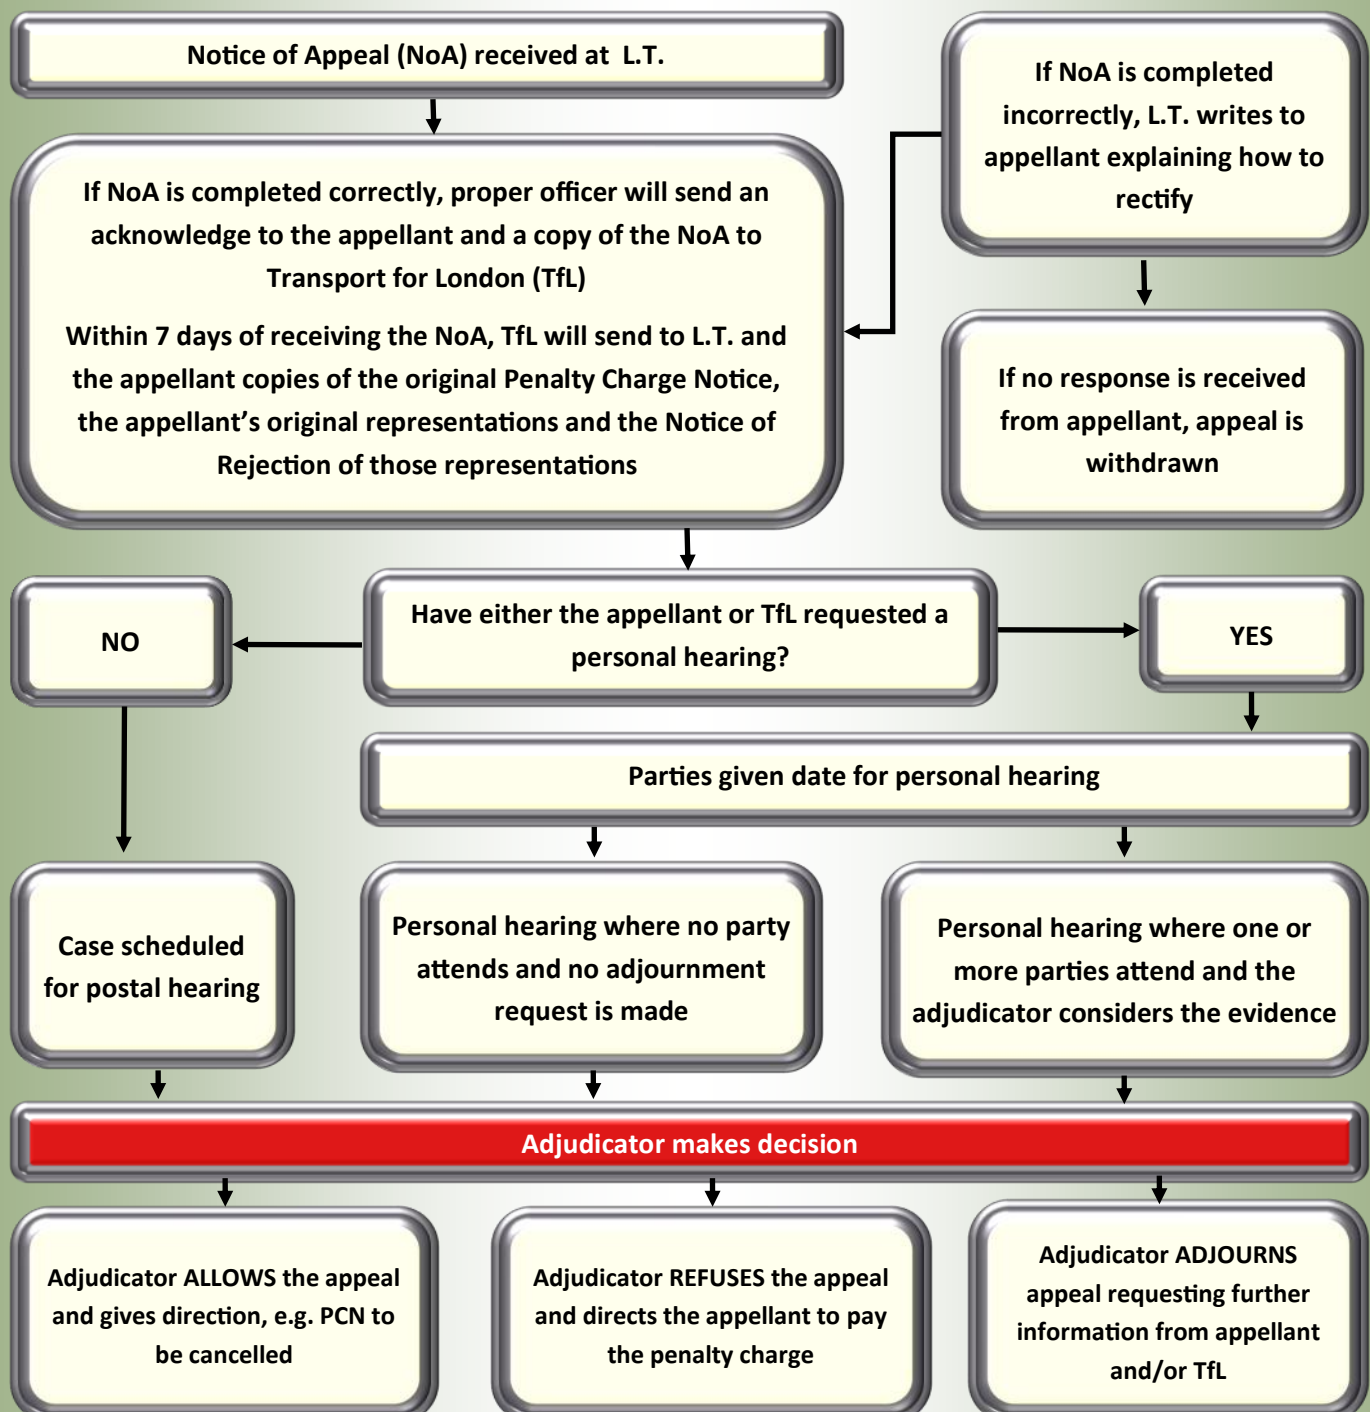 Notice of Appeal (NoA) received at L.T.
If NoA is completed
incorrectly, L.T. writes to
appellant explaining how to
rectify
If NoA is completed correctly, proper officer will send an
acknowledge to the appellant and a copy of the NoA to
Transport for London (TfL)
Within 7 days of receiving the NoA, TfL will send to L.T. and
the appellant copies of the original Penalty Charge Notice,
the appellant’s original representations and the Notice of
Rejection of those representations
If no response is received
from appellant, appeal is
withdrawn
NO
Have either the appellant or TfL requested a
personal hearing?
YES
Parties given date for personal hearing
Case scheduled
for postal hearing
Personal hearing where no party
attends and no adjournment
request is made
Personal hearing where one or
more parties attend and the
adjudicator considers the evidence
Adjudicator makes decision
Adjudicator ALLOWS the appeal
and gives direction, e.g. PCN to
be cancelled
Adjudicator REFUSES the appeal
and directs the appellant to pay
the penalty charge
Adjudicator ADJOURNS
appeal requesting further
information from appellant
and/or TfL